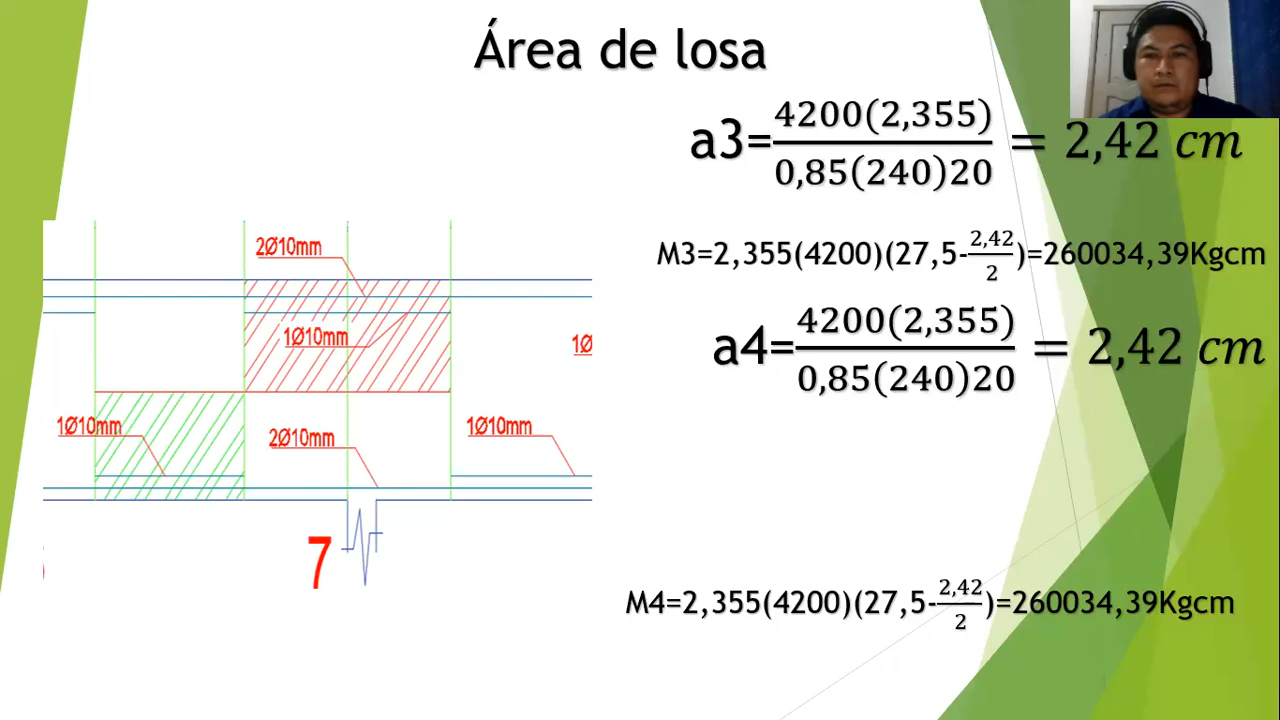 Área de losa
a3=4200(2,355)/0,85(240)20 = 2,42 cm
M3=2,355(4200)(27,5-2,42/2)=260034,39Kgcm
a4=4200(2,355)/0,85(240)20 = 2,42 cm
M4=2,355(4200)(27,5-2,42/2)=260034,39Kgcm
2Ø10mm
1Ø10mm
1Ø
1Ø10mm
2Ø10mm
1Ø10mm
7